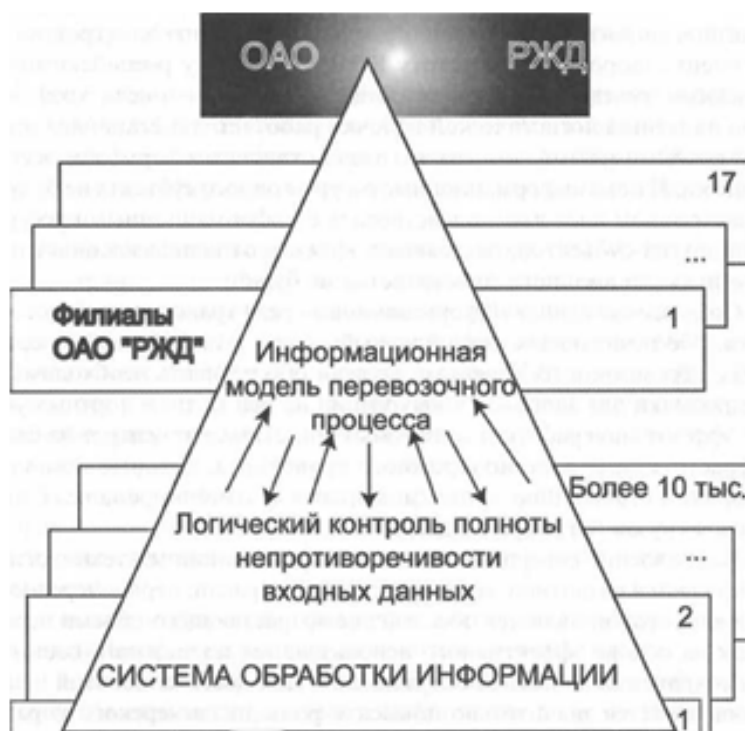 ОАО РЖД
17
...
Филиалы
ОАО "РЖД"
1
Информационная
модель перевозочного
процесса
Более 10 тыс.
Логический контроль полноты
непротиворечивости
входных данных
...
2
СИСТЕМА ОБРАБОТКИ ИНФОРМАЦИИ
1